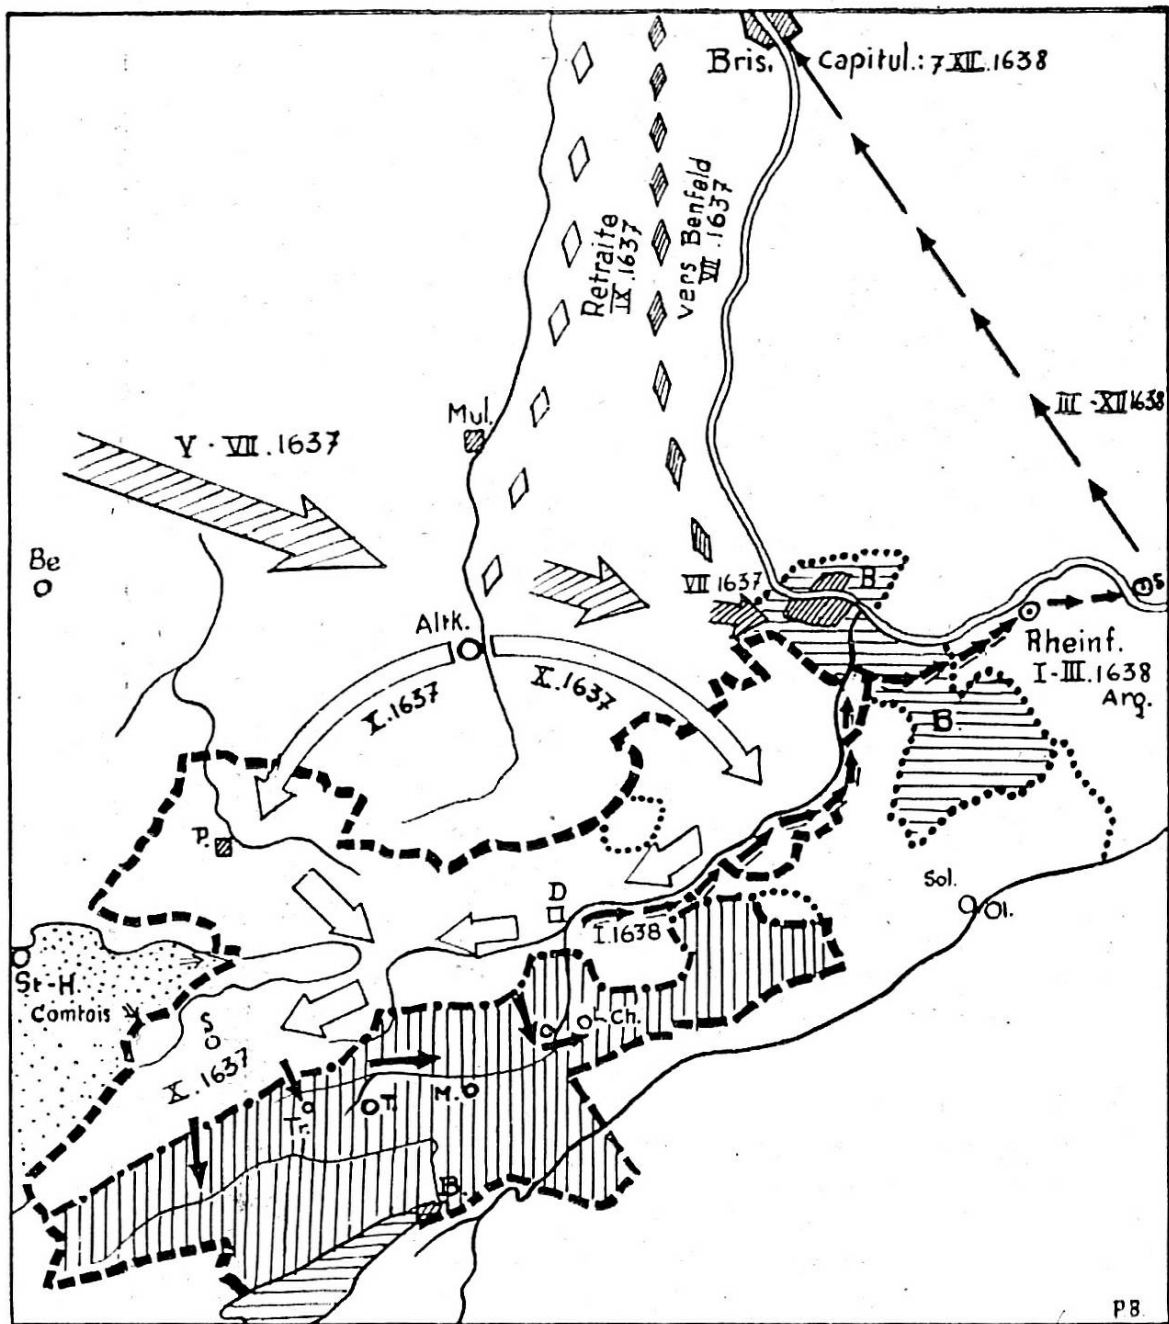 Bris. Capitul.: 7 XII. 1638
Retraite
IX. 1637
vers Benfeld
VII. 1637
III - XII 1638
Mul.
V - VII. 1637
Be
VII 1637
B
S.
Altk.
Rheinf.
I - III. 1638
Arg.
X. 1637
X. 1637
B.
P.
D
Sol.
Ol.
I. 1638
St-H.
Comtois
S
Ch.
X. 1637
T.
M.
Tr.
B.
P B.